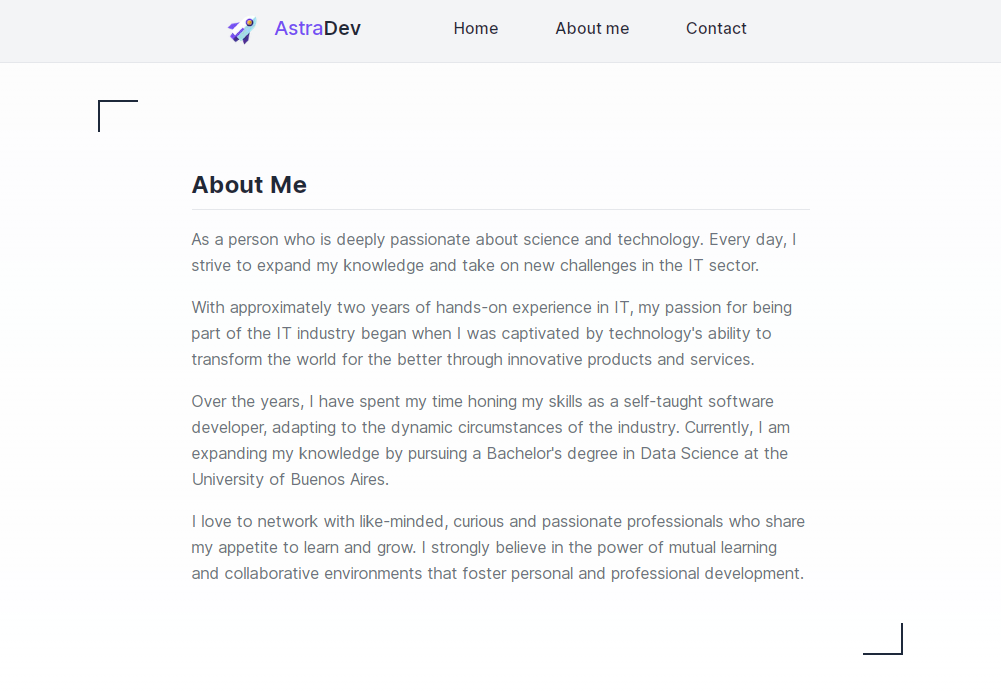 AstraDev Home About me Contact
About Me
As a person who is deeply passionate about science and technology. Every day, I
strive to expand my knowledge and take on new challenges in the IT sector.
With approximately two years of hands-on experience in IT, my passion for being
part of the IT industry began when I was captivated by technology's ability to
transform the world for the better through innovative products and services.
Over the years, I have spent my time honing my skills as a self-taught software
developer, adapting to the dynamic circumstances of the industry. Currently, I am
expanding my knowledge by pursuing a Bachelor's degree in Data Science at the
University of Buenos Aires.
I love to network with like-minded, curious and passionate professionals who share
my appetite to learn and grow. I strongly believe in the power of mutual learning
and collaborative environments that foster personal and professional development.